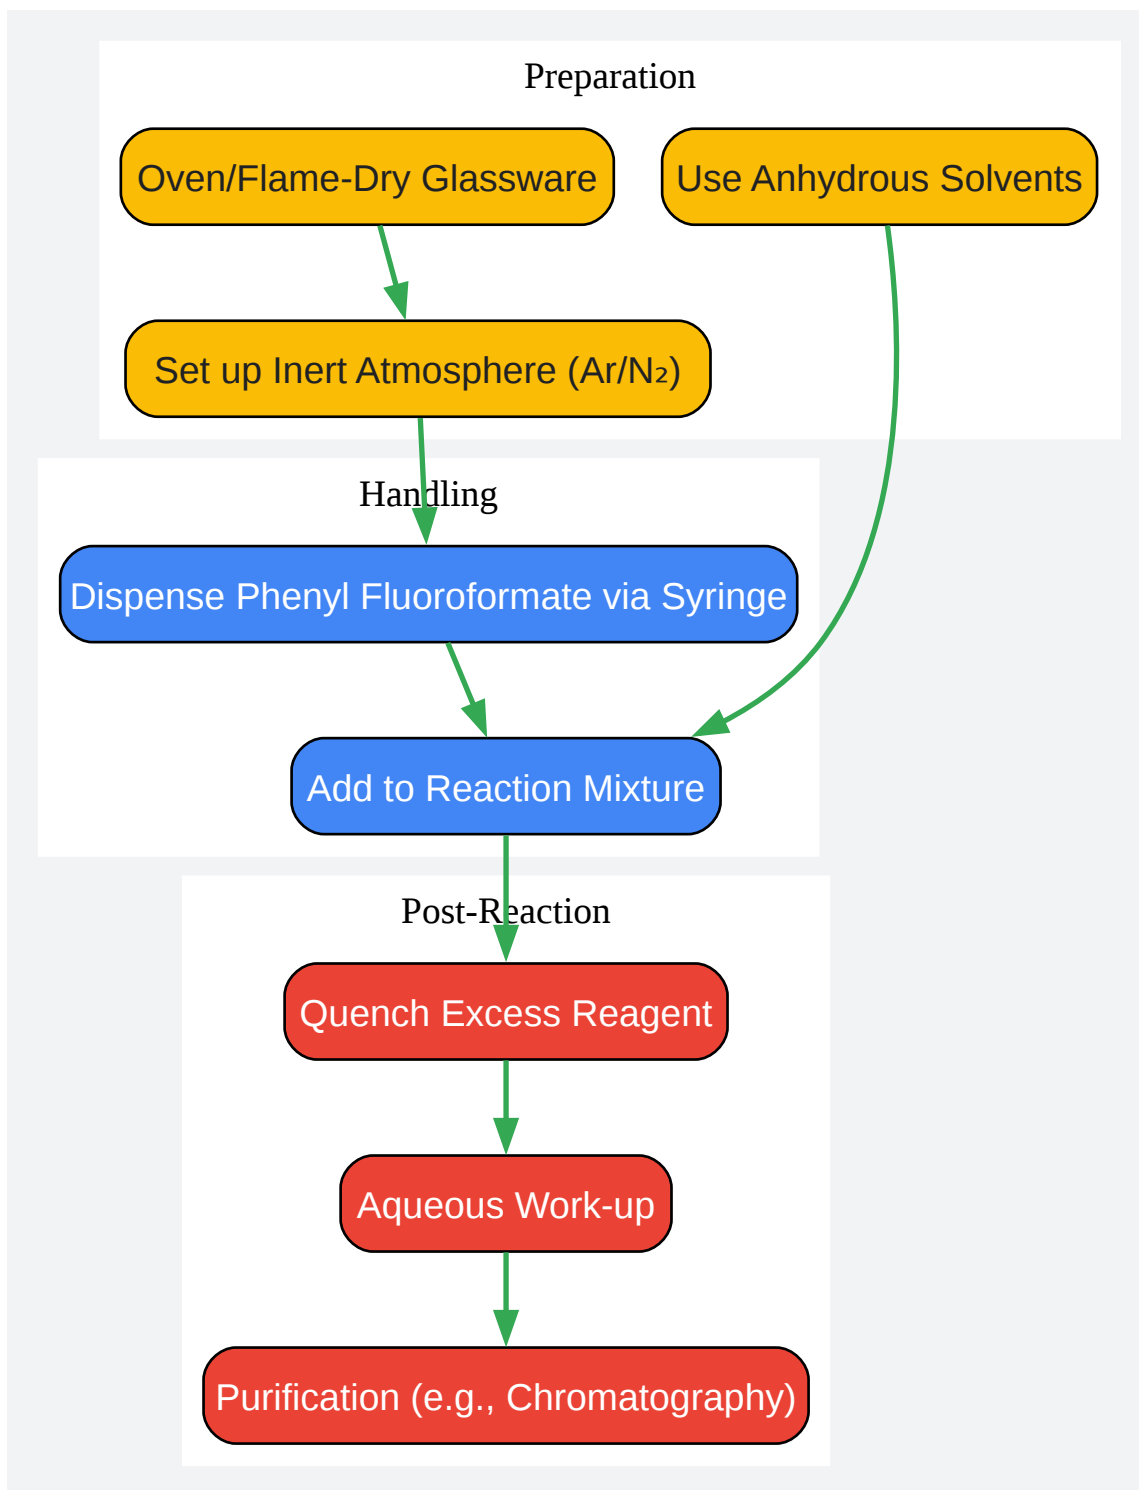 Preparation
Oven/Flame-Dry Glassware
Use Anhydrous Solvents
Set up Inert Atmosphere (Ar/N₂)
Handling
Dispense Phenyl Fluoroformate via Syringe
Add to Reaction Mixture
Post-Reaction
Quench Excess Reagent
Aqueous Work-up
Purification (e.g., Chromatography)